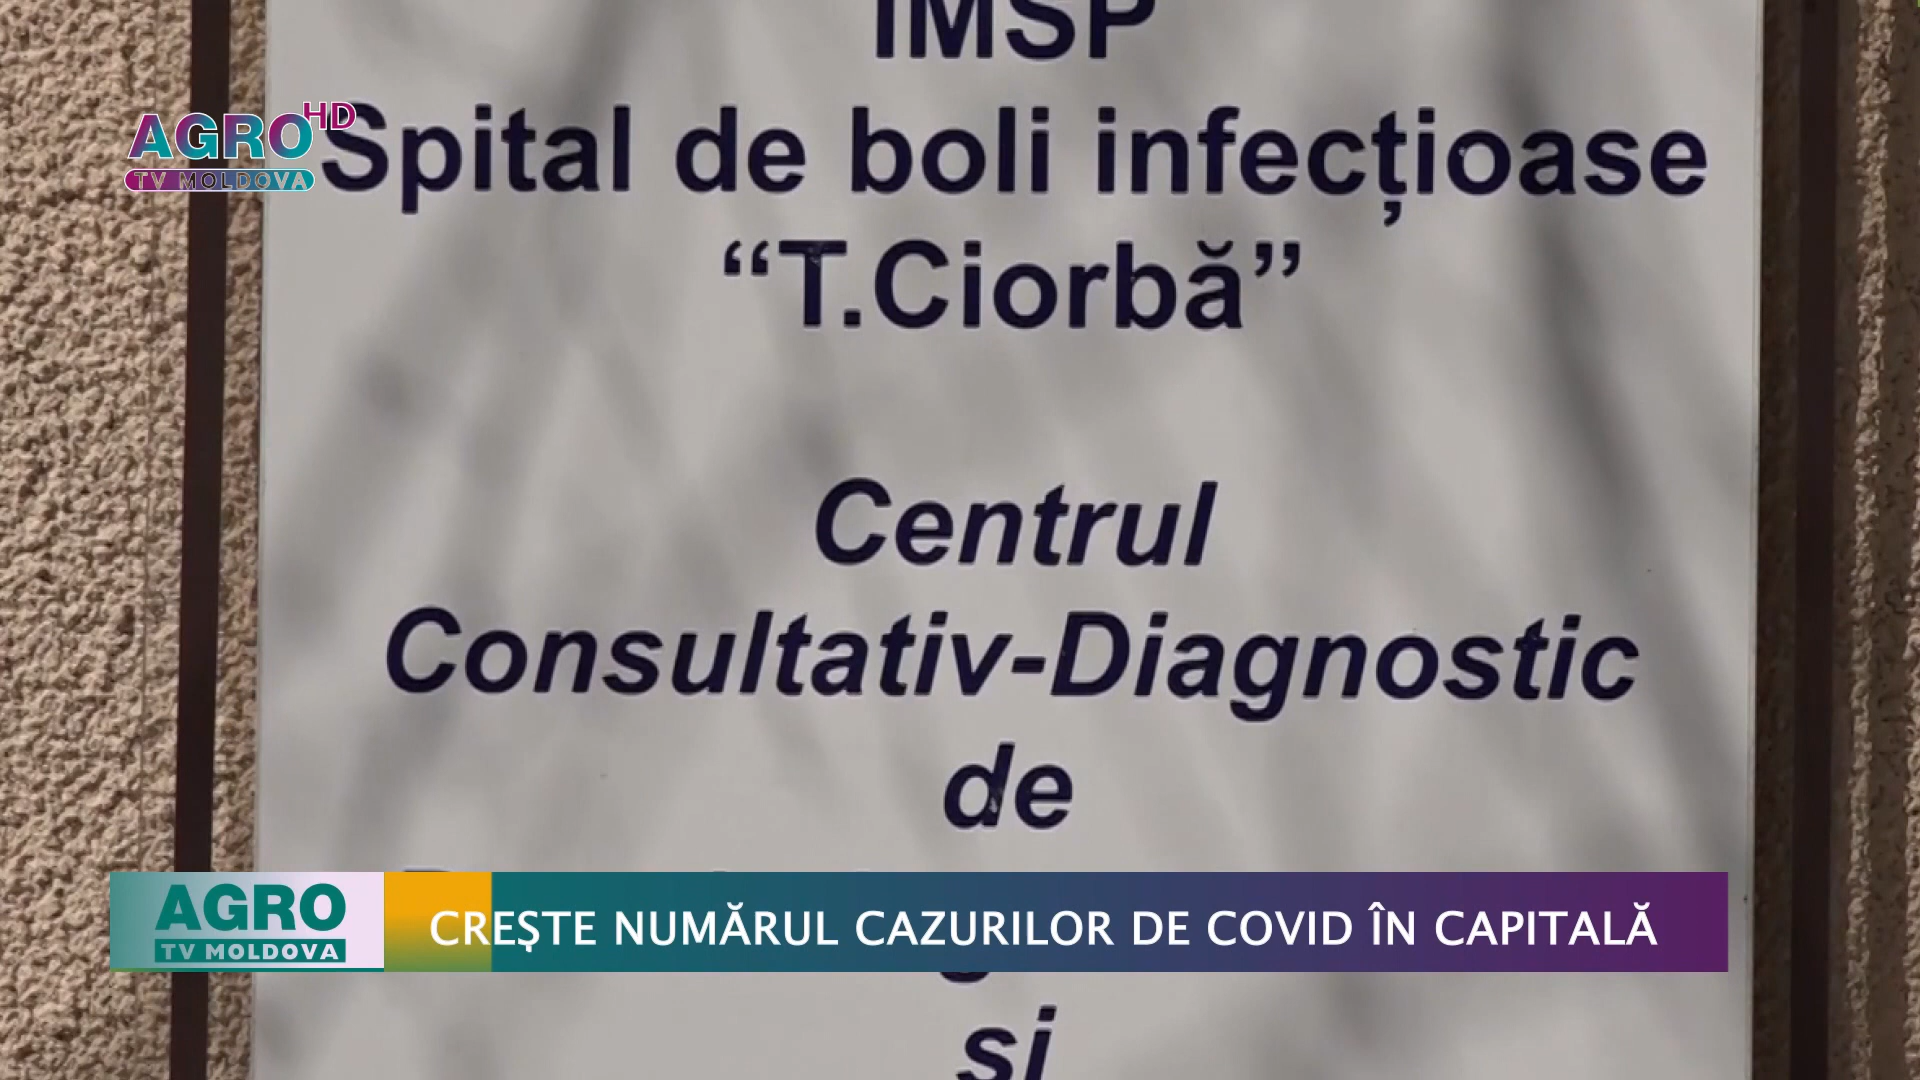 IMSP
AGRO HD
TV MOLDOVA
Spital de boli infecțioase
“T.Ciorbă”
Centrul
Consultativ-Diagnostic
de
AGRO
TV MOLDOVA
CREȘTE NUMĂRUL CAZURILOR DE COVID ÎN CAPITALĂ
și